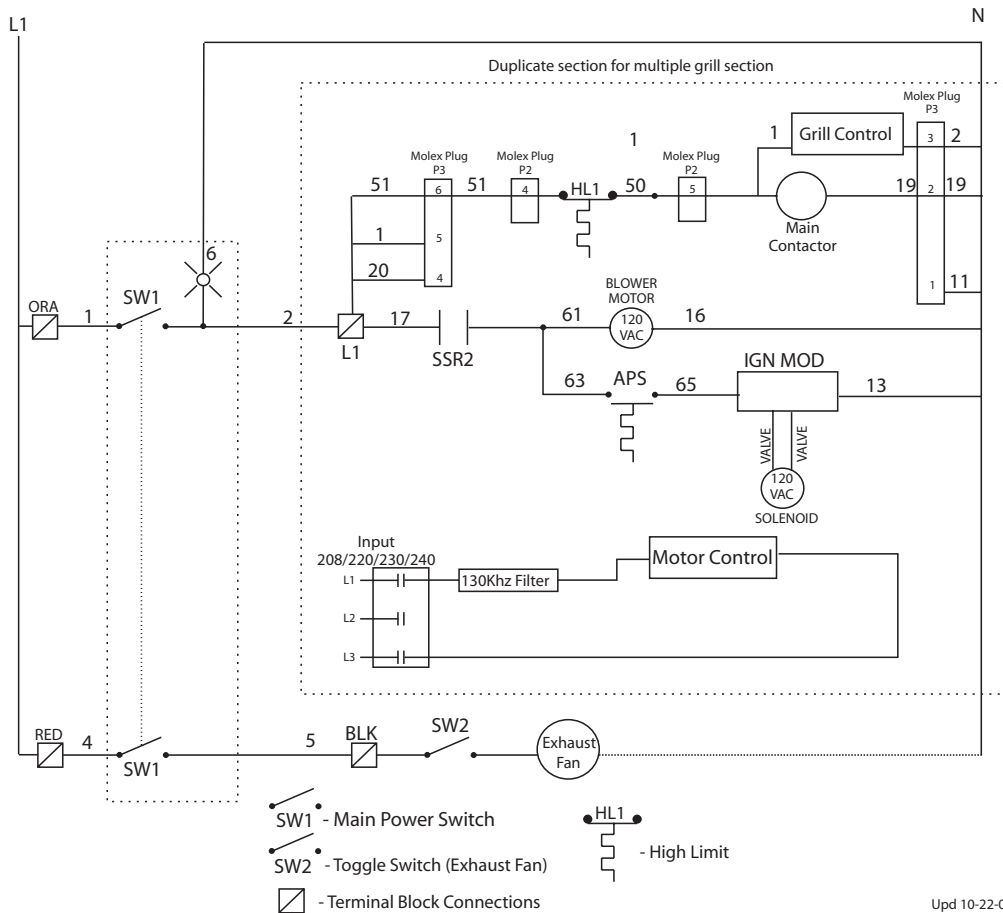 L1
N
Duplicate section for multiple grill section
Molex Plug
P3
1
1
Grill Control
3
2
Molex Plug
P3
Molex Plug
P2
Molex Plug
P2
51
6
51
4
HL1
50
5
19
2
19
Main
Contactor
1
5
20
4
1
11
6
ORA
1
SW1
2
L1
17
SSR2
61
BLOWER
MOTOR
120
VAC
16
63
APS
65
IGN MOD
13
VALVE
VALVE
120
VAC
SOLENOID
Input
208/220/230/240
L1
130Khz Filter
Motor Control
L2
L3
RED
4
SW1
5
BLK
SW2
Exhaust
Fan
SW1 - Main Power Switch
SW2 - Toggle Switch (Exhaust Fan)
- Terminal Block Connections
HL1
- High Limit
Upd 10-22-0